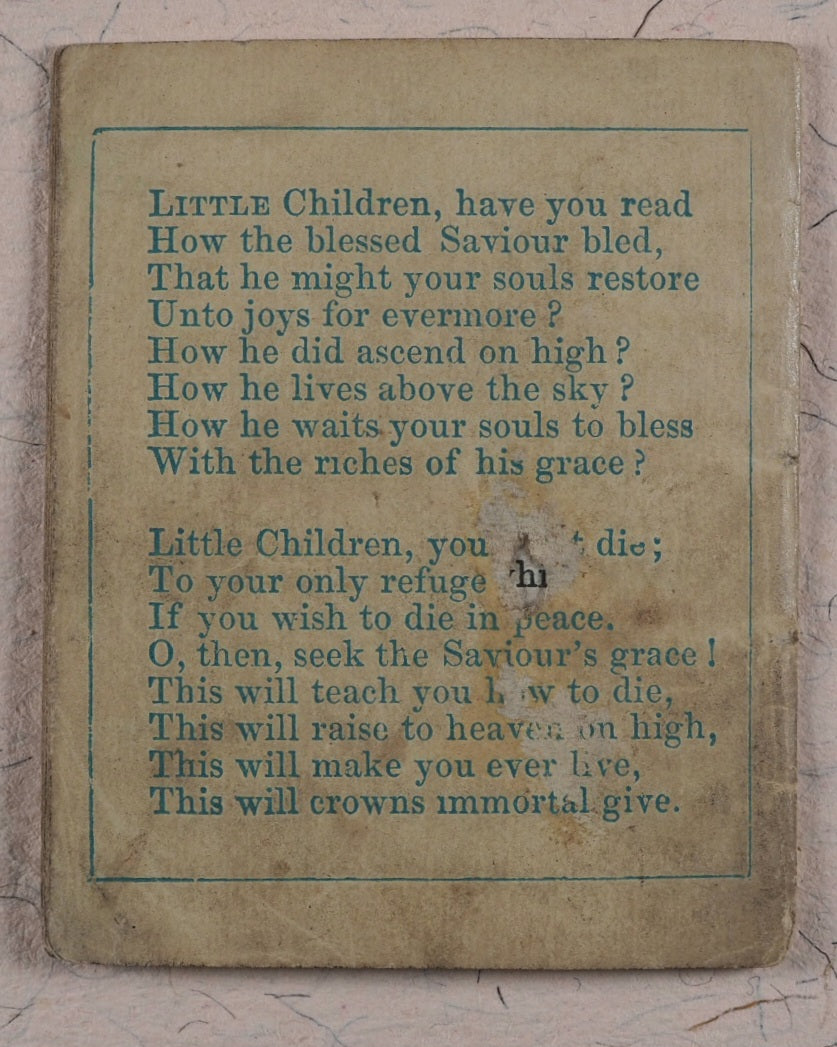 LITTLE Children, have you read
How the blessed Saviour bled,
That he might your souls restore
Unto joys for evermore ?
How he did ascend on high ?
How he lives above the sky ?
How he waits your souls to bless
With the riches of his grace ?
Little Children, you die ;
To your only refuge
If you wish to die in peace.
O, then, seek the Saviour's grace !
This will teach you how to die,
This will raise to heaven on high,
This will make you ever live,
This will crowns immortal give.